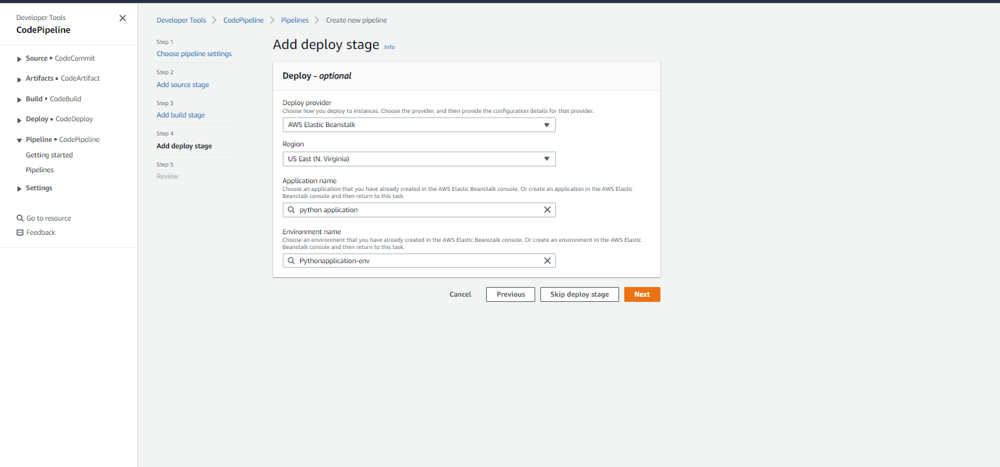 Developer Tools
CodePipeline
Source • CodeCommit
Artifacts • CodeArtifact
Build • CodeBuild
Deploy • CodeDeploy
Pipeline • CodePipeline
Getting started
Pipelines
Settings
Go to resource
Feedback
Developer Tools > CodePipeline > Pipelines > Create new pipeline
Step 1
Choose pipeline settings
Step 2
Add source stage
Step 3
Add build stage
Step 4
Add deploy stage
Step 5
Review
Add deploy stage Info
Deploy - optional
Deploy provider
Choose how you deploy to instances. Choose the provider, and then provide the configuration details for that provider.
AWS Elastic Beanstalk
Region
US East (N. Virginia)
Application name
Choose an application that you have already created in the AWS Elastic Beanstalk console. Or create an application in the AWS Elastic
Beanstalk console and then return to this task.
python application
Environment name
Choose an environment that you have already created in the AWS Elastic Beanstalk console. Or create an environment in the AWS Elastic
Beanstalk console and then return to this task.
Pythonapplication-env
Cancel Previous Skip deploy stage Next